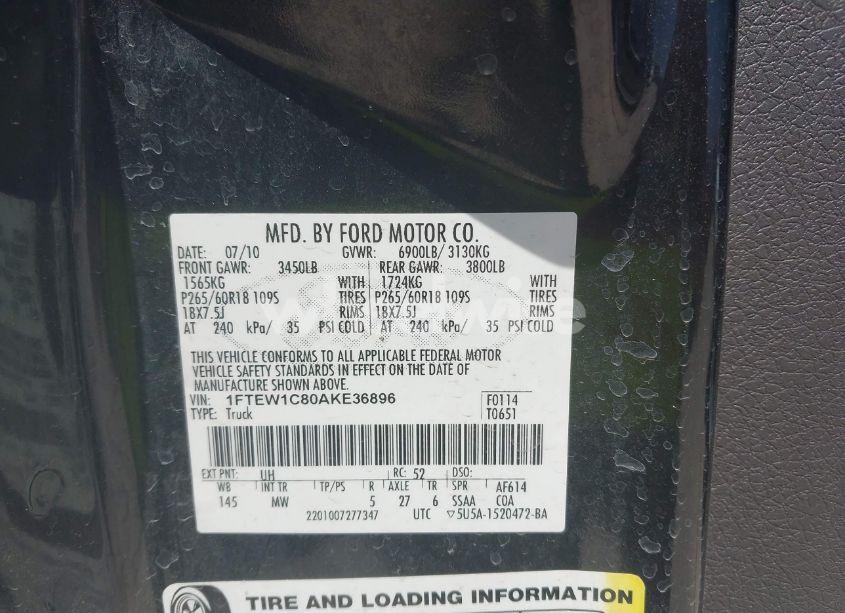 MFD. BY FORD MOTOR CO.
DATE: 07/10 GVWR: 6900LB/ 3130KG
FRONT GAWR: 3450LB REAR GAWR: 3800LB
1565KG WITH 1724KG WITH
P265/60R18 109S TIRES P265/60R18 109S TIRES
18X7.5J RIMS 18X7.5J RIMS
AT 240 kPa/ 35 PSI COLD AT 240 kPa/ 35 PSI COLD
THIS VEHICLE CONFORMS TO ALL APPLICABLE FEDERAL MOTOR
VEHICLE SAFETY STANDARDS IN EFFECT ON THE DATE OF
MANUFACTURE SHOWN ABOVE.
VIN: 1FTEW1C80AKE36896 F0114
TYPE: Truck T0651
EXT PNT: UH RC: 52 DSO:
WB INT TR TP/PS R AXLE TR SPR AF614
145 MW 5 27 6 SSAA COA
2201007277347 UTC ▽5U5A-1520472-BA
TIRE AND LOADING INFORMATION